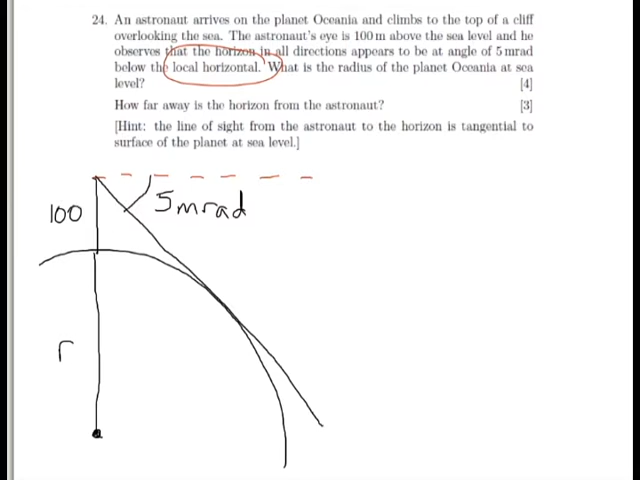 24. An astronaut arrives on the planet Oceania and climbs to the top of a cliff
overlooking the sea. The astronaut's eye is 100 m above the sea level and he
observes that the horizon in all directions appears to be at angle of 5 mrad
below the local horizontal. What is the radius of the planet Oceania at sea
level? [4]
How far away is the horizon from the astronaut? [3]
[Hint: the line of sight from the astronaut to the horizon is tangential to
surface of the planet at sea level.]
100
5mrad
r